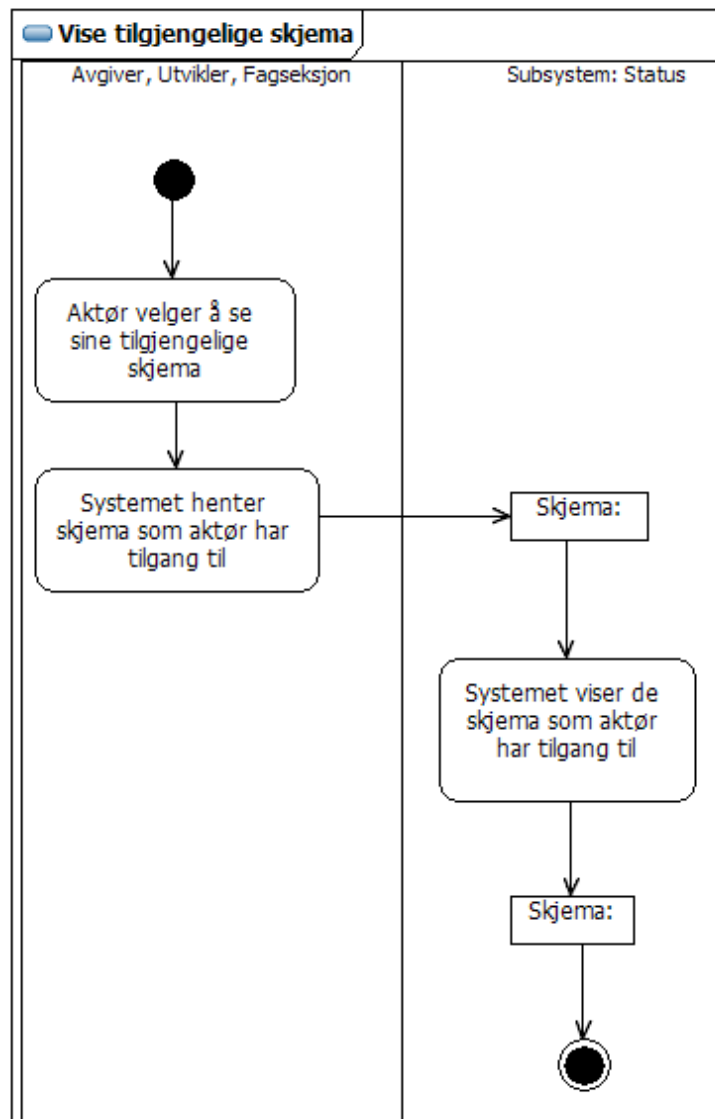 Vise tilgjengelige skjema
Avgiver, Utvikler, Fagseksjon
Subsystem: Status
Aktør velger å se
sine tilgjengelige
skjema
Systemet henter
skjema som aktør har
tilgang til
Skjema:
Systemet viser de
skjema som aktør
har tilgang til
Skjema: